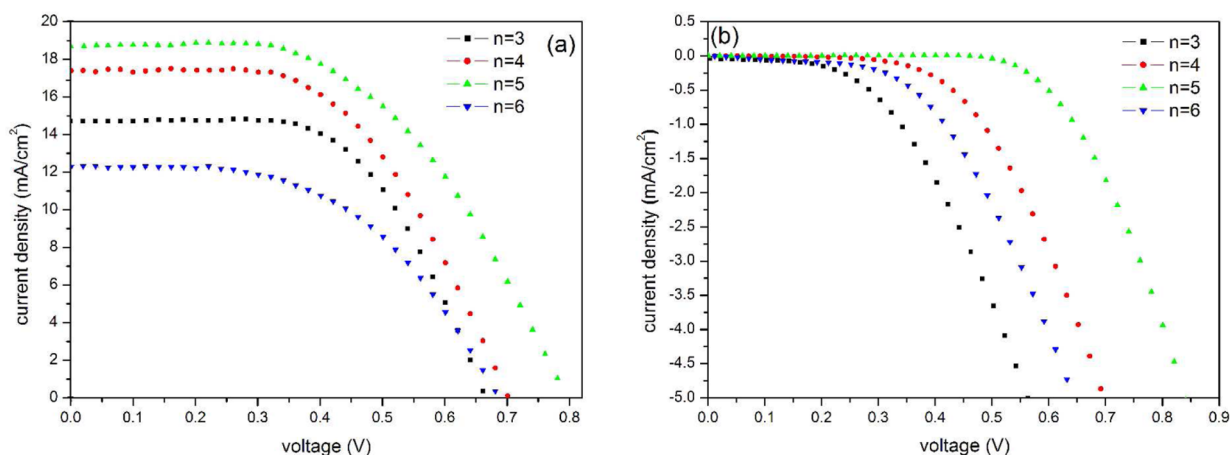 20
18
16
14
12
10
8
6
4
2
0
current density (mA/cm²)
0.0 0.1 0.2 0.3 0.4 0.5 0.6 0.7 0.8
voltage (V)
n=3
n=4
n=5
n=6
(a)
0.5
0.0
-0.5
-1.0
-1.5
-2.0
-2.5
-3.0
-3.5
-4.0
-4.5
-5.0
current density (mA/cm²)
0.0 0.1 0.2 0.3 0.4 0.5 0.6 0.7 0.8 0.9
voltage (V)
(b)
n=3
n=4
n=5
n=6